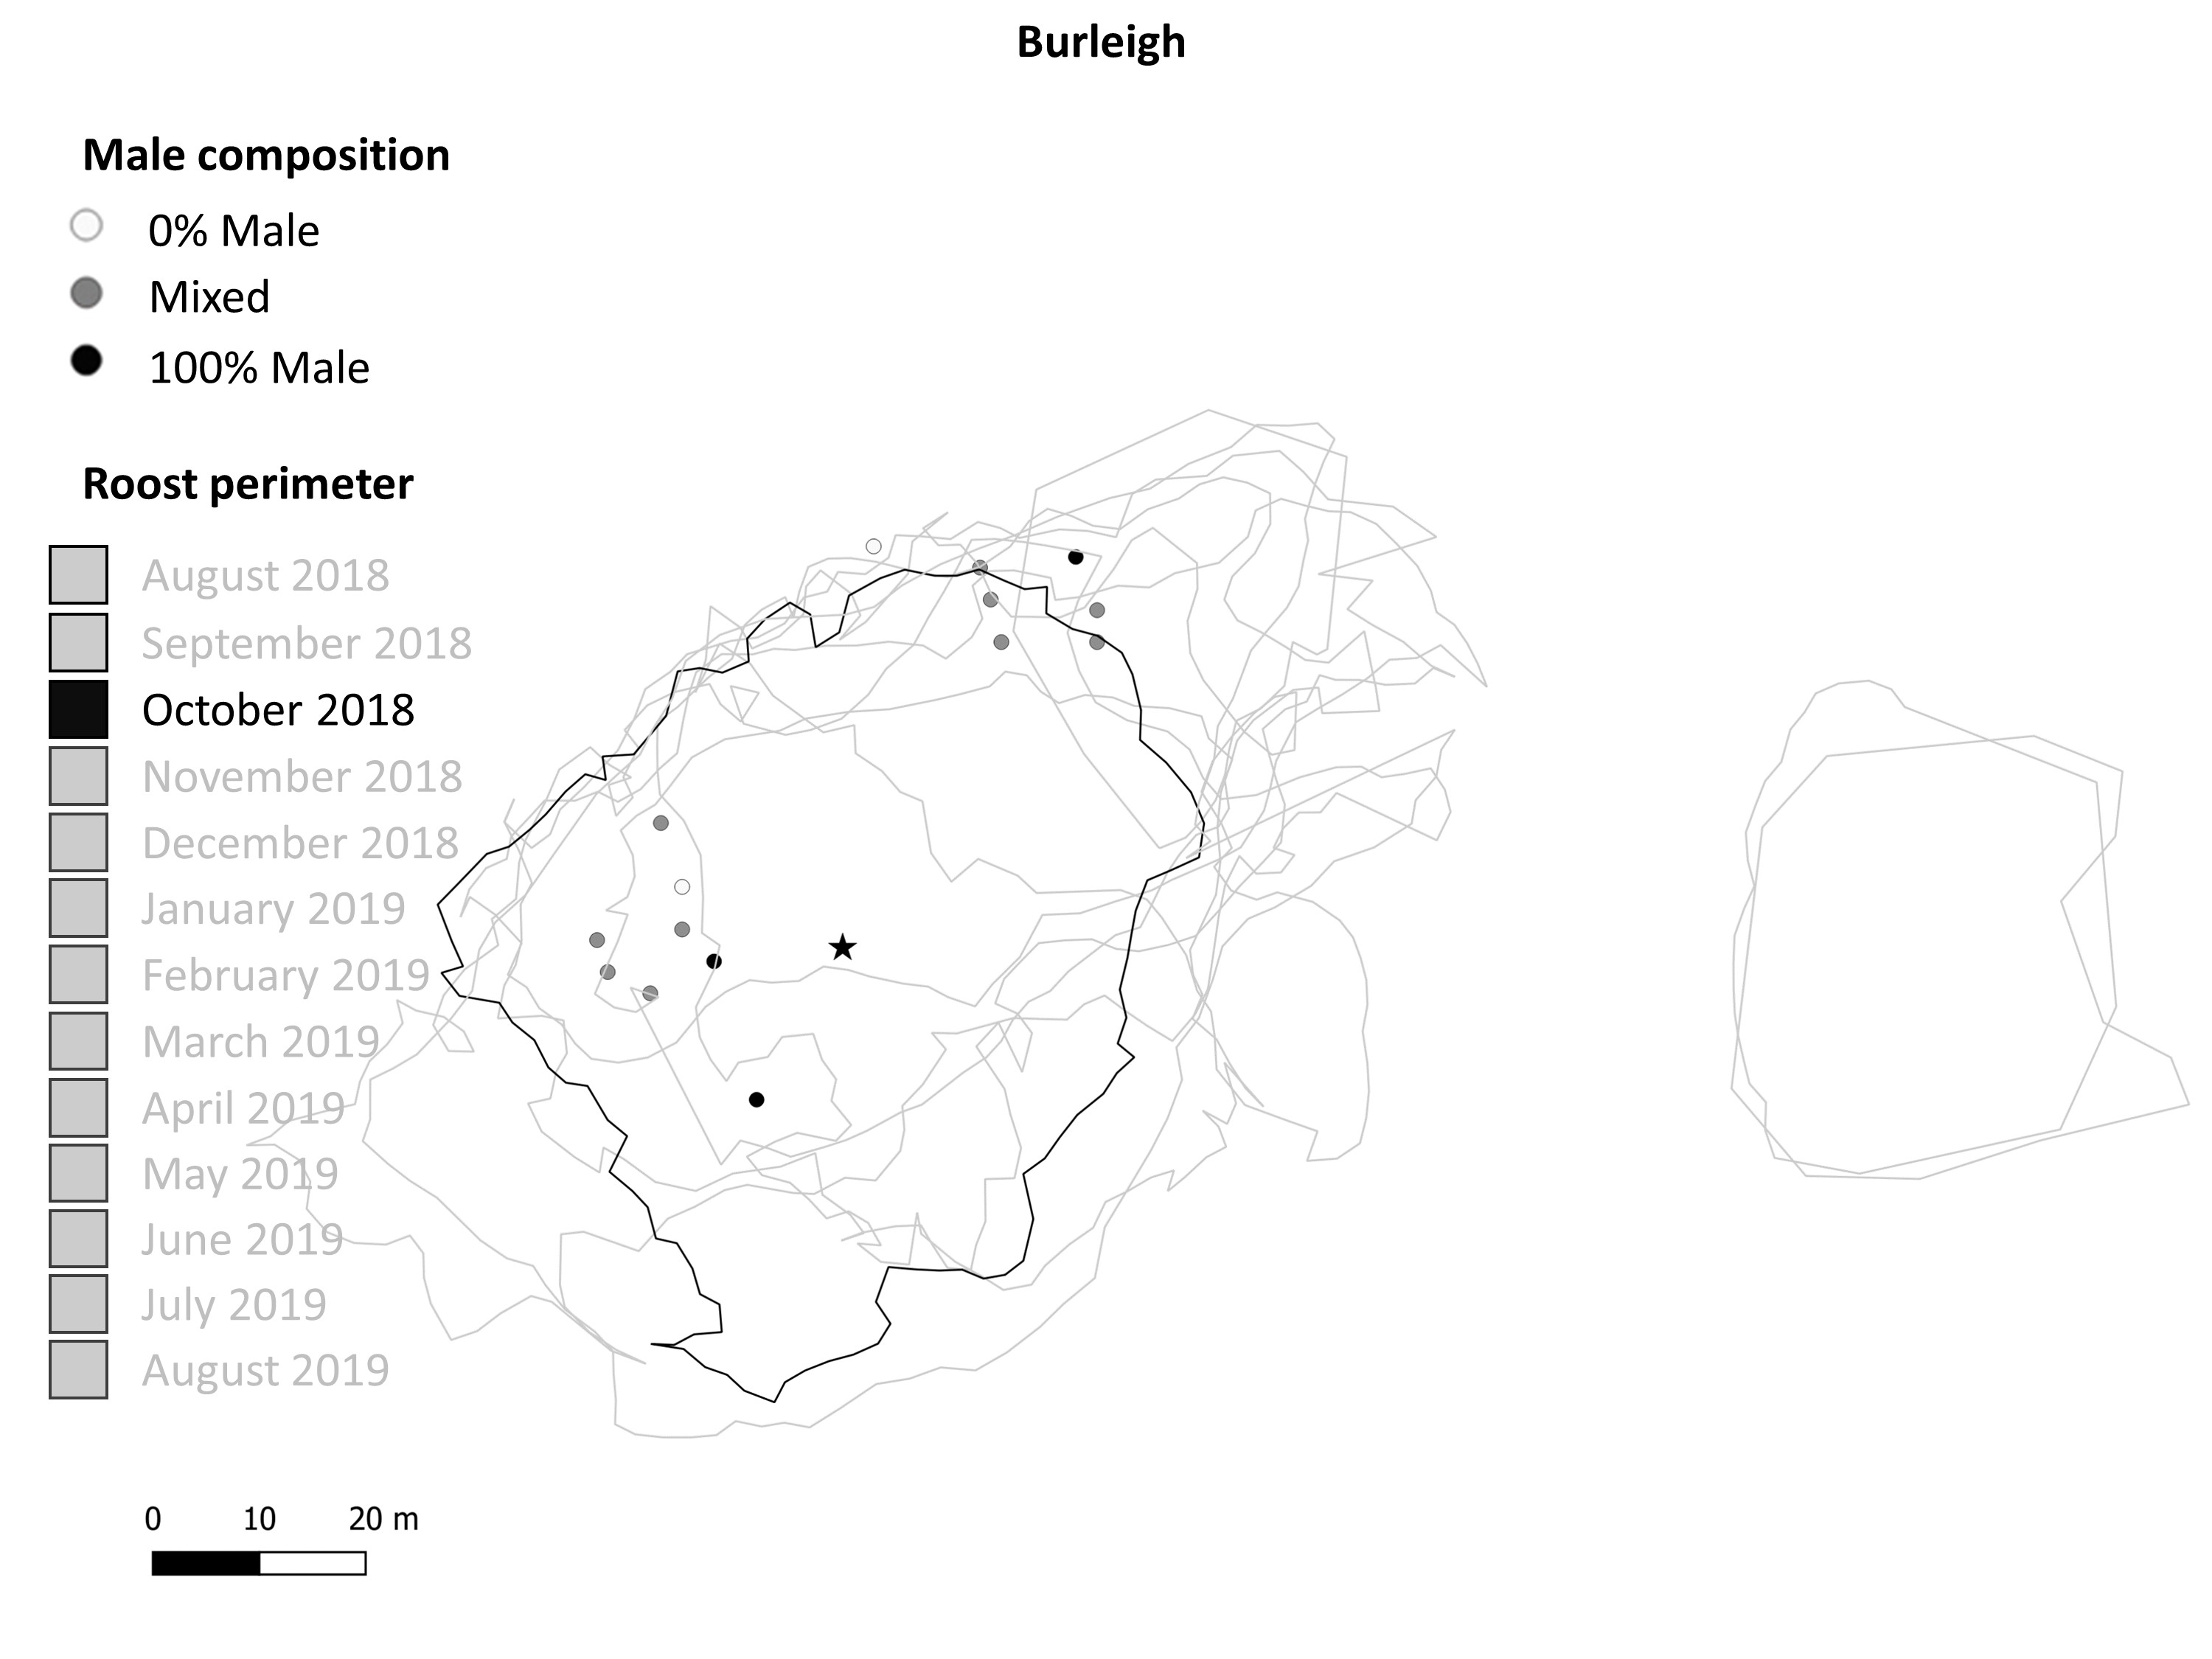 Burleigh
Male composition
0% Male
Mixed
100% Male
Roost perimeter
August 2018
September 2018
October 2018
November 2018
December 2018
January 2019
February 2019
March 2019
April 2019
May 2019
June 2019
July 2019
August 2019
0 10 20 m